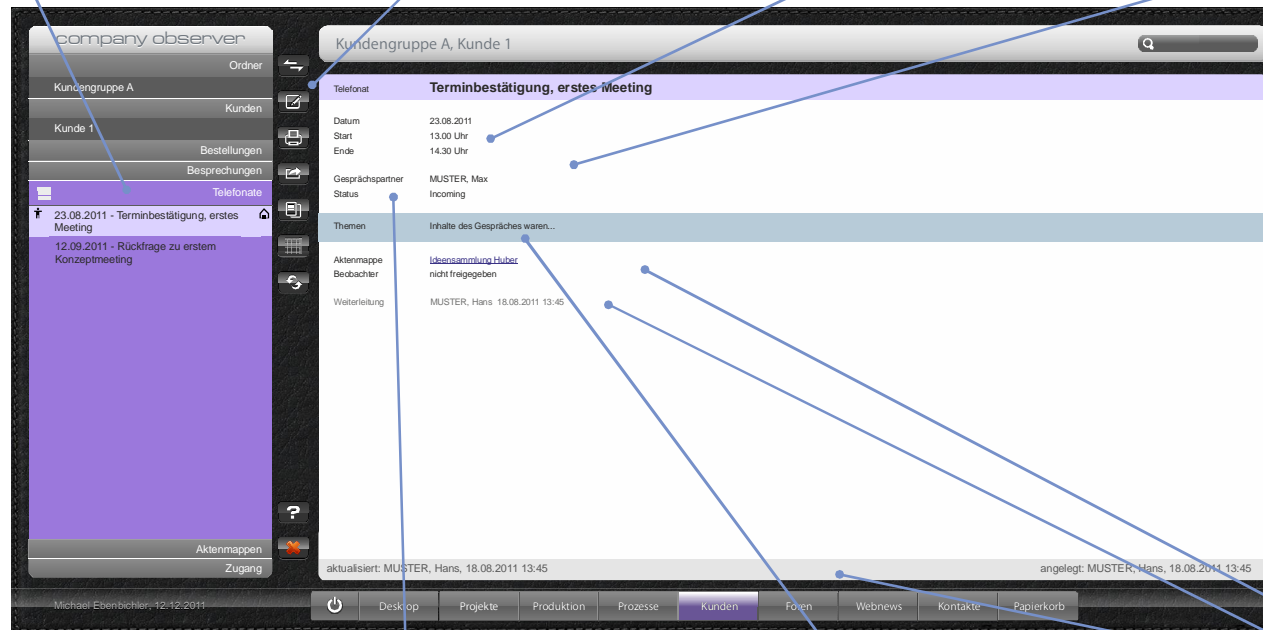 company observer
Ordner
Kundengruppe A
Kunden
Kunde 1
Bestellungen
Besprechungen
Telefonate
23.08.2011 - Terminbestätigung, erstes
Meeting
12.09.2011 - Rückfrage zu erstem
Konzeptmeeting
Aktenmappen
Zugang
Michael Ebenbichler, 12.12.2011
?
Kundengruppe A, Kunde 1
Telefonat Terminbestätigung, erstes Meeting
Datum 23.08.2011
Start 13.00 Uhr
Ende 14.30 Uhr
Gesprächspartner MUSTER, Max
Status Incoming
Themen Inhalte des Gespräches waren...
Aktenmappe Ideensammlung Huber
Beobachter nicht freigegeben
Weiterleitung MUSTER, Hans 18.08.2011 13:45
aktualisiert: MUSTER, Hans, 18.08.2011 13:45 angelegt: MUSTER, Hans, 18.08.2011 13:45
Desktop Projekte Produktion Prozesse Kunden Foren Webnews Kontakte Papierkorb